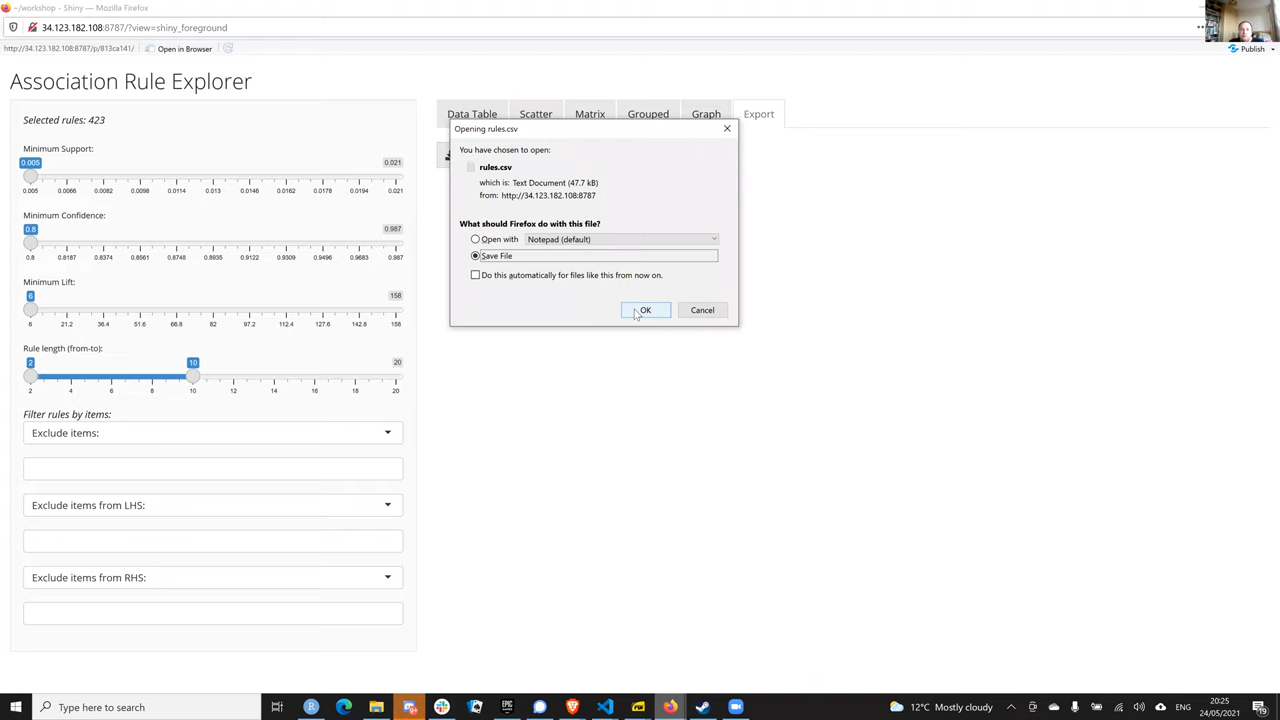 ~/workshop - Shiny — Mozilla Firefox
34.123.182.108:8787/?view=shiny_foreground
http://34.123.182.108:8787/p/813ca141/
Open in Browser
Publish
Association Rule Explorer
Selected rules: 423
Minimum Support:
0.005
0.021
0.005 0.0066 0.0082 0.0098 0.0114 0.013 0.0146 0.0162 0.0178 0.0194 0.021
Minimum Confidence:
0.8
0.987
0.8 0.8187 0.8374 0.8561 0.8748 0.8935 0.9122 0.9309 0.9496 0.9683 0.987
Minimum Lift:
6
158
6 21.2 36.4 51.6 66.8 82 97.2 112.4 127.6 142.8 158
Rule length (from-to):
2
10
20
2 4 6 8 10 12 14 16 18 20
Filter rules by items:
Exclude items:
Exclude items from LHS:
Exclude items from RHS:
Data Table
Scatter
Matrix
Grouped
Graph
Export
Opening rules.csv
You have chosen to open:
rules.csv
which is: Text Document (47.7 kB)
from: http://34.123.182.108:8787
What should Firefox do with this file?
Open with
Notepad (default)
Save File
Do this automatically for files like this from now on.
OK
Cancel
Type here to search
12°C Mostly cloudy
ENG
20:25
24/05/2021
19